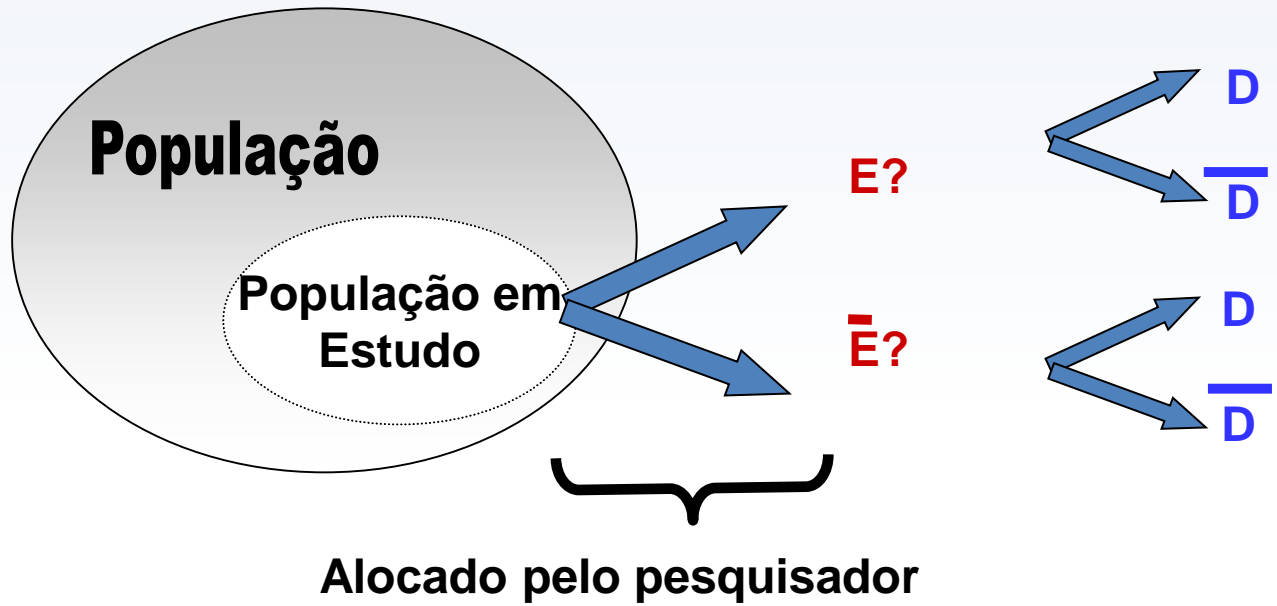 População
População em
Estudo
E?
E̅?
D
D̅
D
D̅
Alocado pelo pesquisador